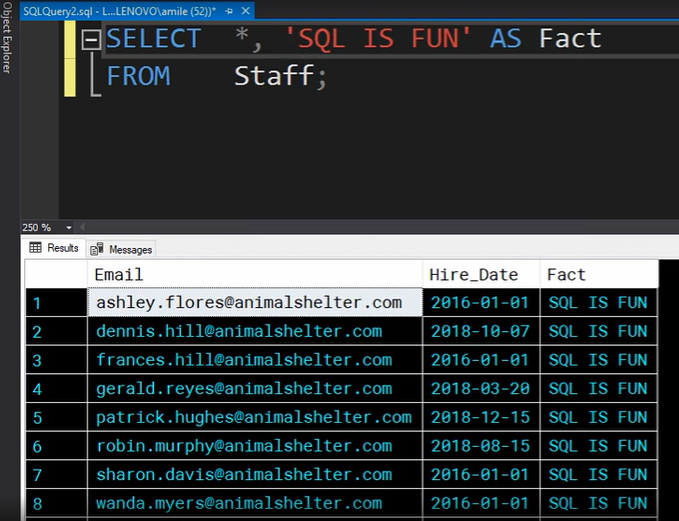 Object Explorer
SQLQuery2.sql - L...LENOVO\amile (52))*
SELECT *, 'SQL IS FUN' AS Fact
FROM Staff;
250 %
Results Messages
Email Hire_Date Fact
1 ashley.flores@animalshelter.com 2016-01-01 SQL IS FUN
2 dennis.hill@animalshelter.com 2018-10-07 SQL IS FUN
3 frances.hill@animalshelter.com 2016-01-01 SQL IS FUN
4 gerald.reyes@animalshelter.com 2018-03-20 SQL IS FUN
5 patrick.hughes@animalshelter.com 2018-12-15 SQL IS FUN
6 robin.murphy@animalshelter.com 2018-08-15 SQL IS FUN
7 sharon.davis@animalshelter.com 2016-01-01 SQL IS FUN
8 wanda.myers@animalshelter.com 2016-01-01 SQL IS FUN